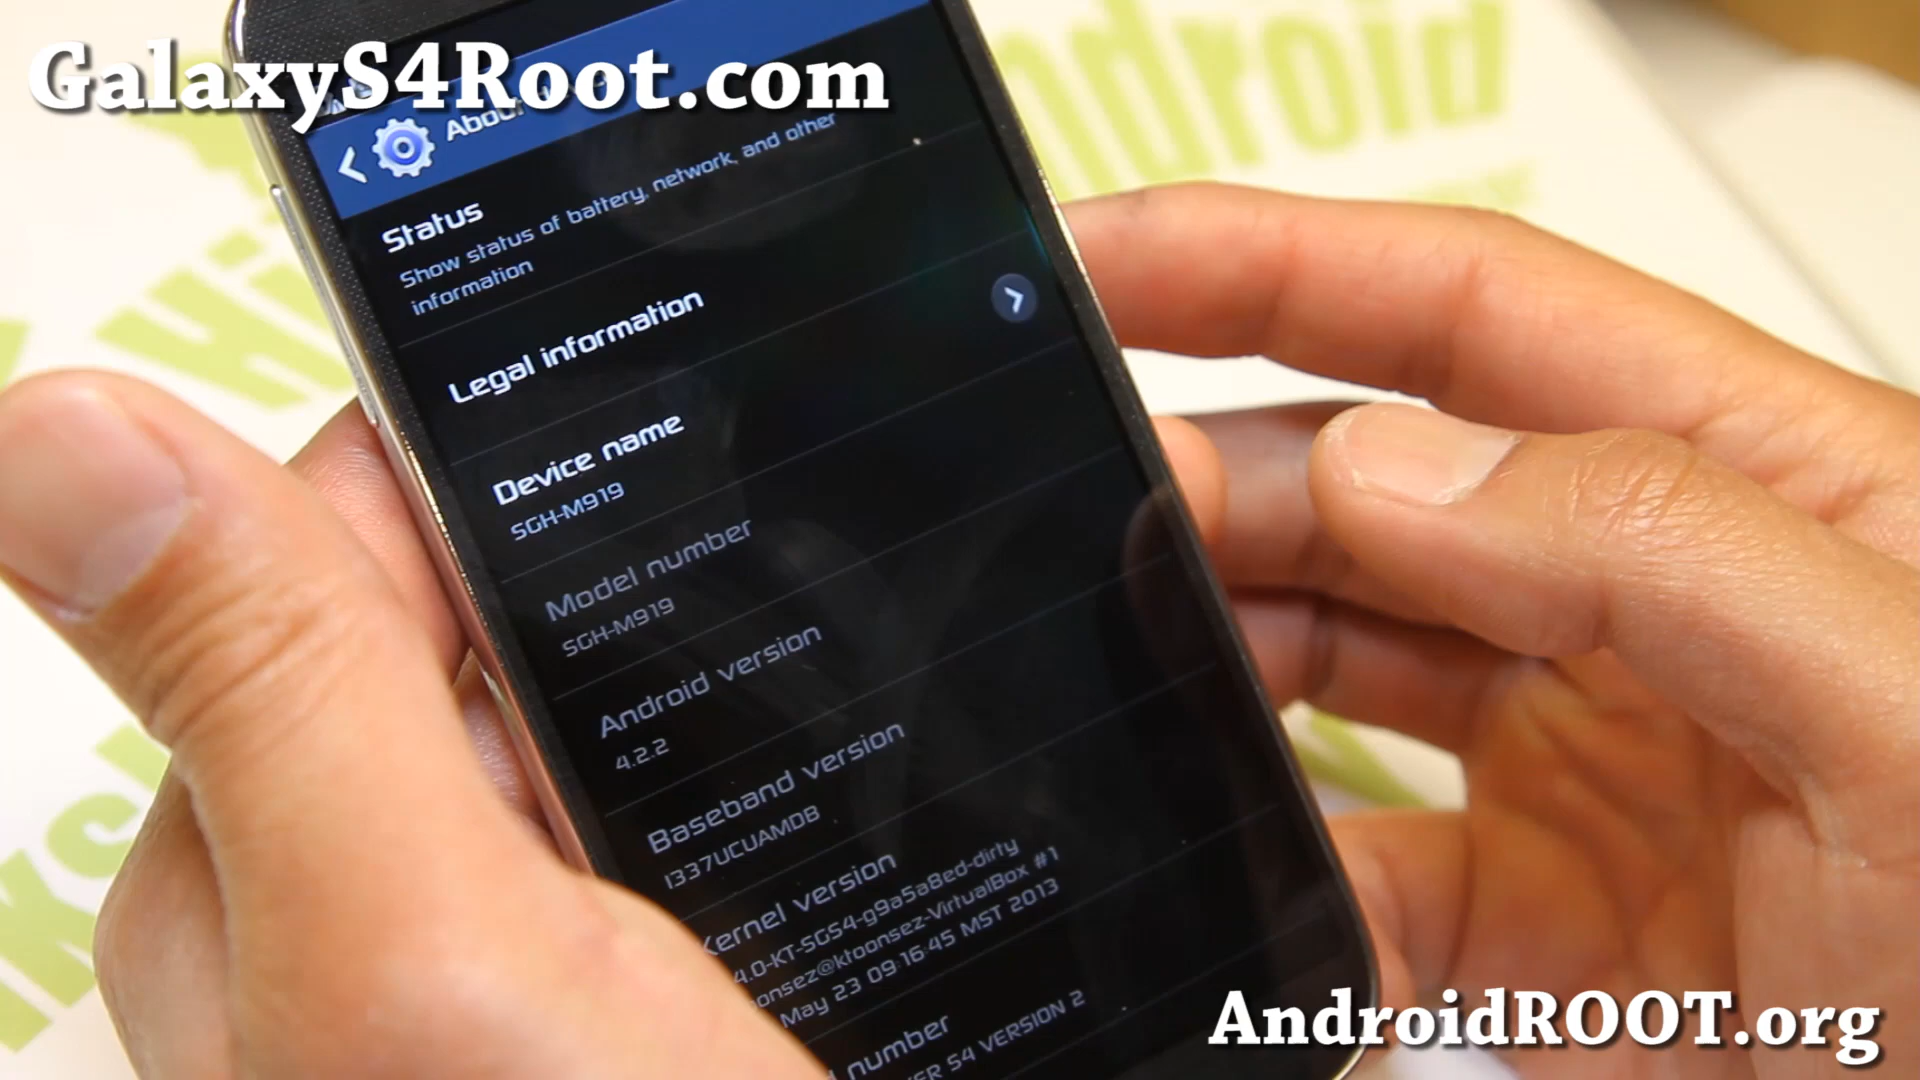 GalaxyS4Root.com
Status
Show status of battery, network, and other
information
Legal information
Device name
SGH-M919
Model number
SGH-M919
Android version
4.2.2
Baseband version
I337UCUAMDB
Kernel version
4.0-KT-SGS4-g9a5a8ed-dirty
onsez@ktoonsez-VirtualBox #1
May 23 09:16:45 MST 2013
number
S4 VERSION 2
Android
AndroidROOT.org